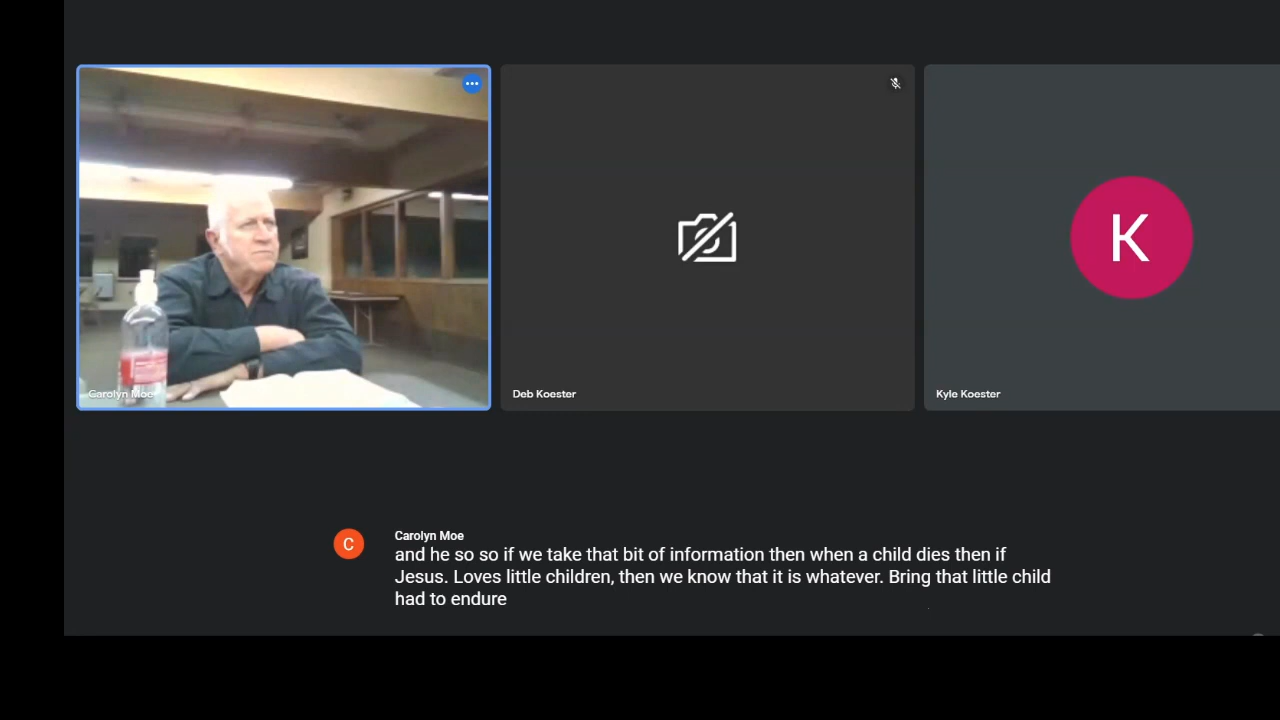 Carolyn Moe
Deb Koester
K
Kyle Koester
C
Carolyn Moe
and he so so if we take that bit of information then when a child dies then if
Jesus. Loves little children, then we know that it is whatever. Bring that little child
had to endure